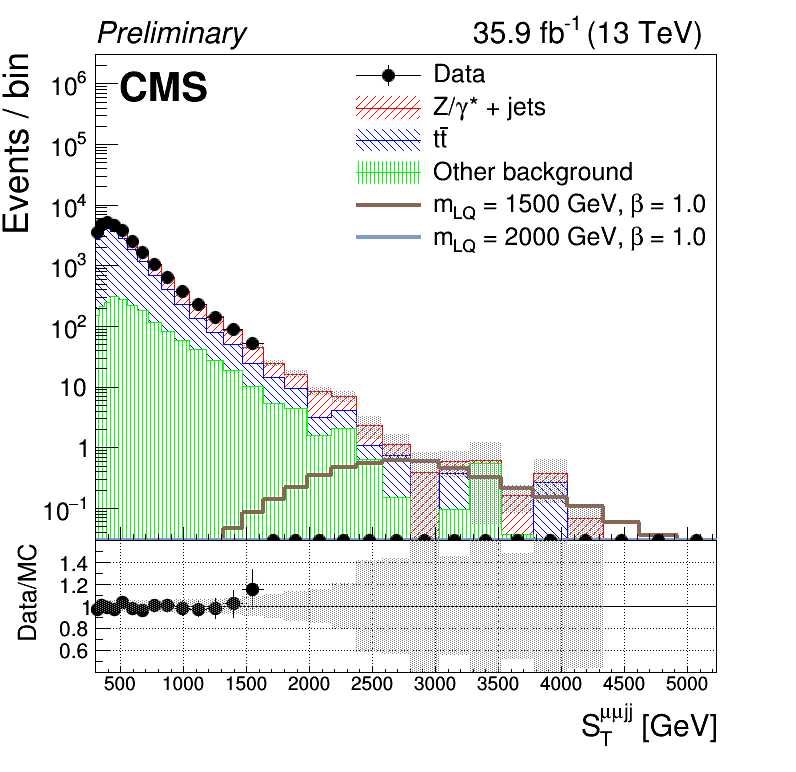 Preliminary 35.9 fb⁻¹ (13 TeV)
CMS
Events / bin
10⁶
10⁵
10⁴
10³
10²
10
1
10⁻¹
Data
Z/γ* + jets
tt̄
Other background
m_LQ = 1500 GeV, β = 1.0
m_LQ = 2000 GeV, β = 1.0
Data/MC
1.4
1.2
1
0.8
0.6
500 1000 1500 2000 2500 3000 3500 4000 4500 5000
S_T^μμjj [GeV]